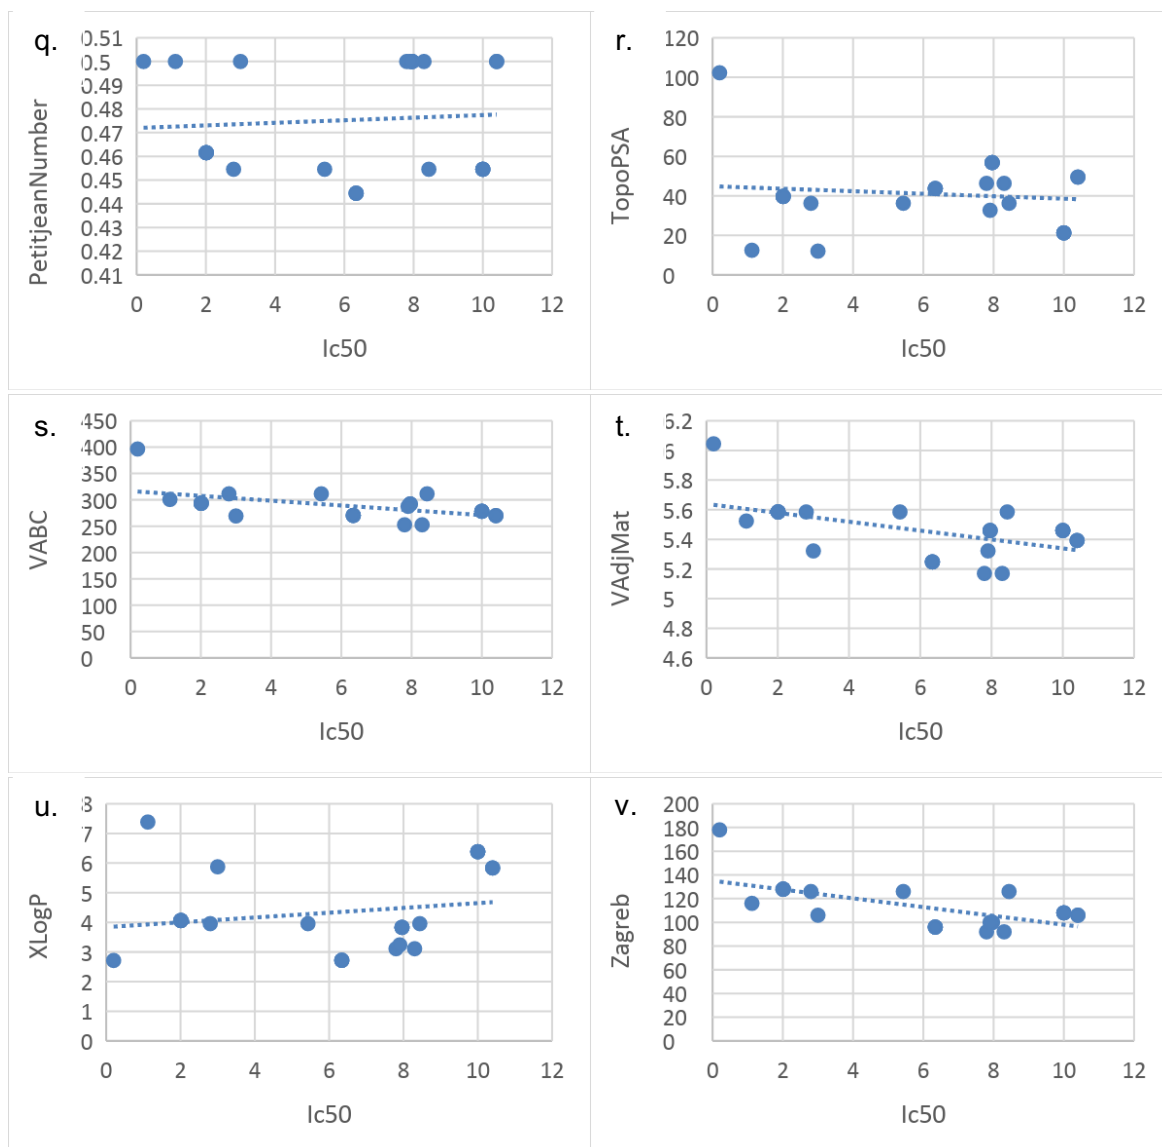 q.
0.51
0.5
0.49
0.48
0.47
0.46
0.45
0.44
0.43
0.42
0.41
PetitjeanNumber
0 2 4 6 8 10 12
Ic50
r.
120
100
80
60
40
20
0
TopoPSA
0 2 4 6 8 10 12
Ic50
s.
450
400
350
300
250
200
150
100
50
0
VABC
0 2 4 6 8 10 12
Ic50
t.
6.2
6
5.8
5.6
5.4
5.2
5
4.8
4.6
VAdjMat
0 2 4 6 8 10 12
Ic50
u.
8
7
6
5
4
3
2
1
0
XLogP
0 2 4 6 8 10 12
Ic50
v.
200
180
160
140
120
100
80
60
40
20
0
Zagreb
0 2 4 6 8 10 12
Ic50